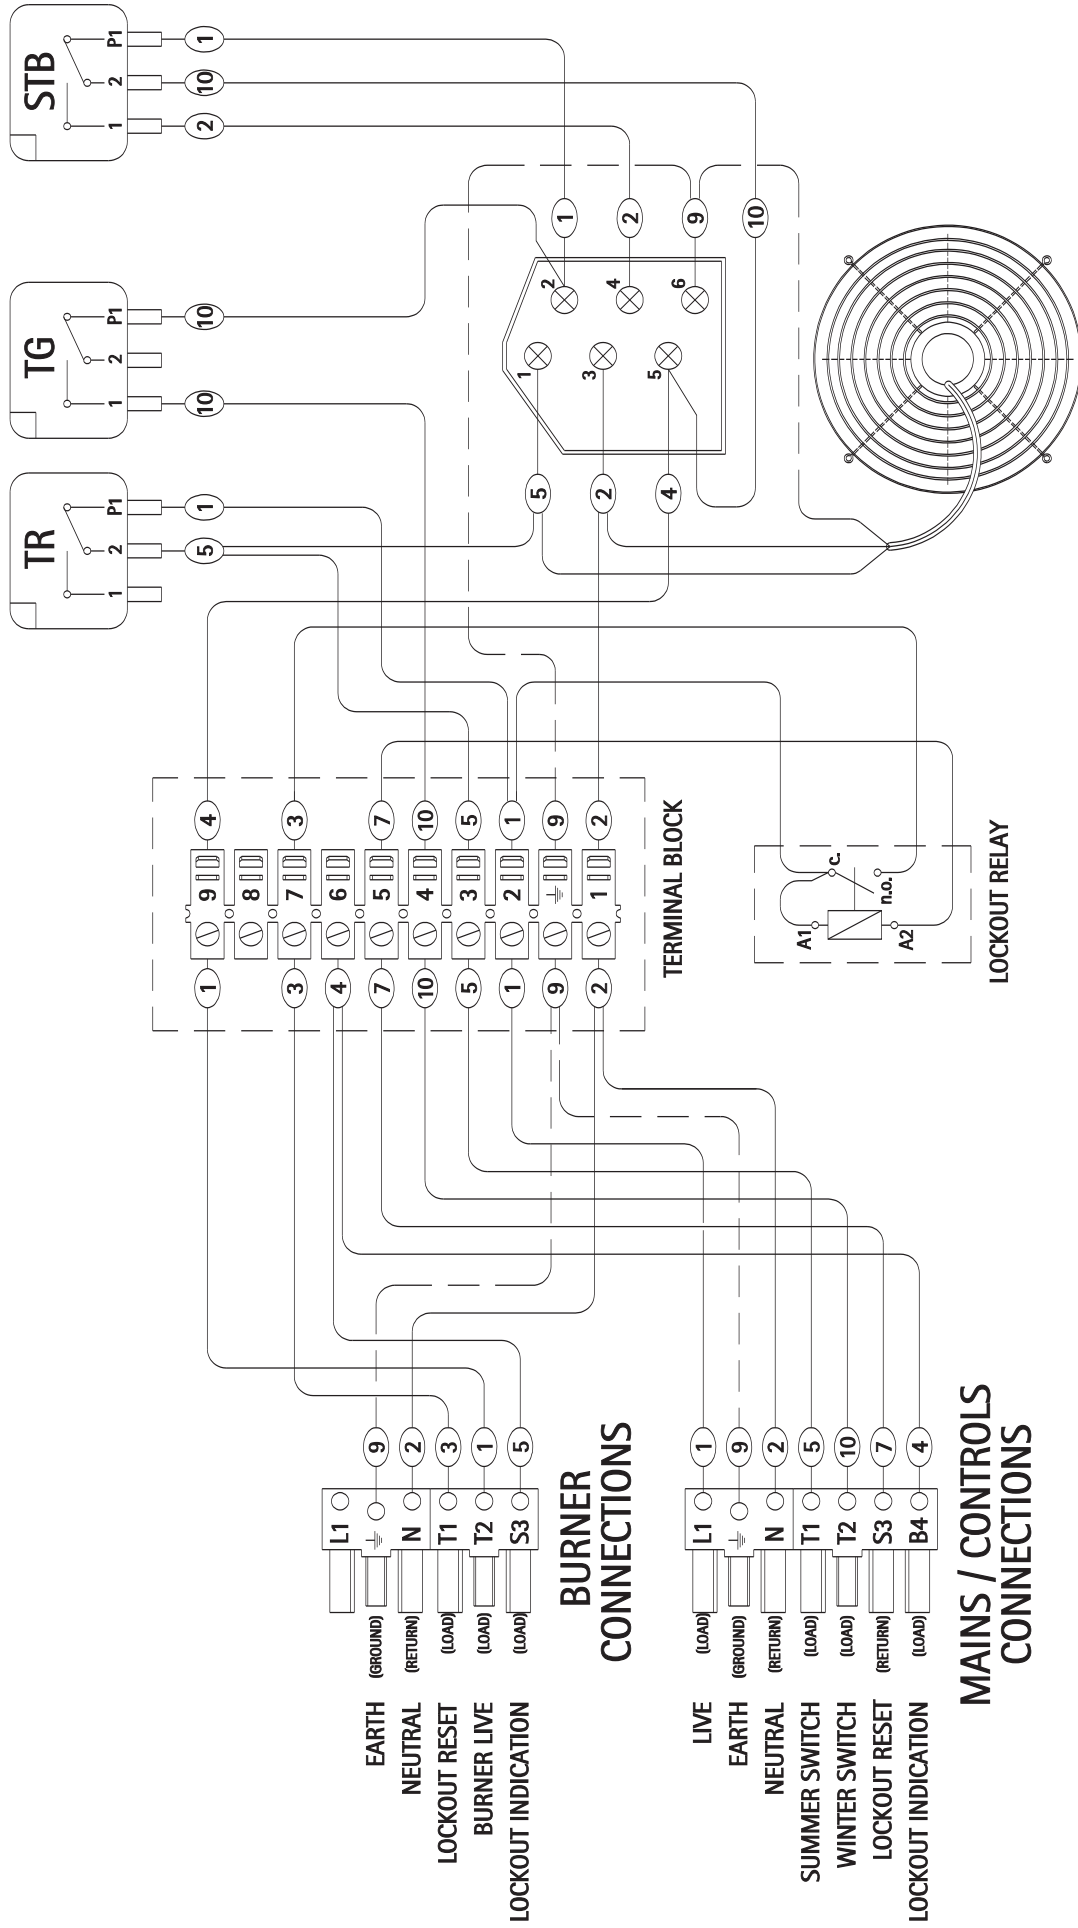 STB
P1
2
1
1
10
2
TG
P1
2
1
10
10
TR
P1
2
1
1
5
1
2
9
10
2
4
6
1
3
5
5
2
4
4
3
7
10
5
1
9
2
9
8
7
6
5
4
3
2
1
1
3
4
7
10
5
1
9
2
TERMINAL BLOCK
A1
A2
c.
n.o.
LOCKOUT RELAY
9
2
3
1
5
L1
N
T1
T2
S3
(GROUND)
(RETURN)
(LOAD)
(LOAD)
(LOAD)
EARTH
NEUTRAL
LOCKOUT RESET
BURNER LIVE
LOCKOUT INDICATION
BURNER
CONNECTIONS
1
9
2
5
10
7
4
L1
N
T1
T2
S3
B4
(LOAD)
(GROUND)
(RETURN)
(LOAD)
(LOAD)
(RETURN)
(LOAD)
LIVE
EARTH
NEUTRAL
SUMMER SWITCH
WINTER SWITCH
LOCKOUT RESET
LOCKOUT INDICATION
MAINS / CONTROLS
CONNECTIONS